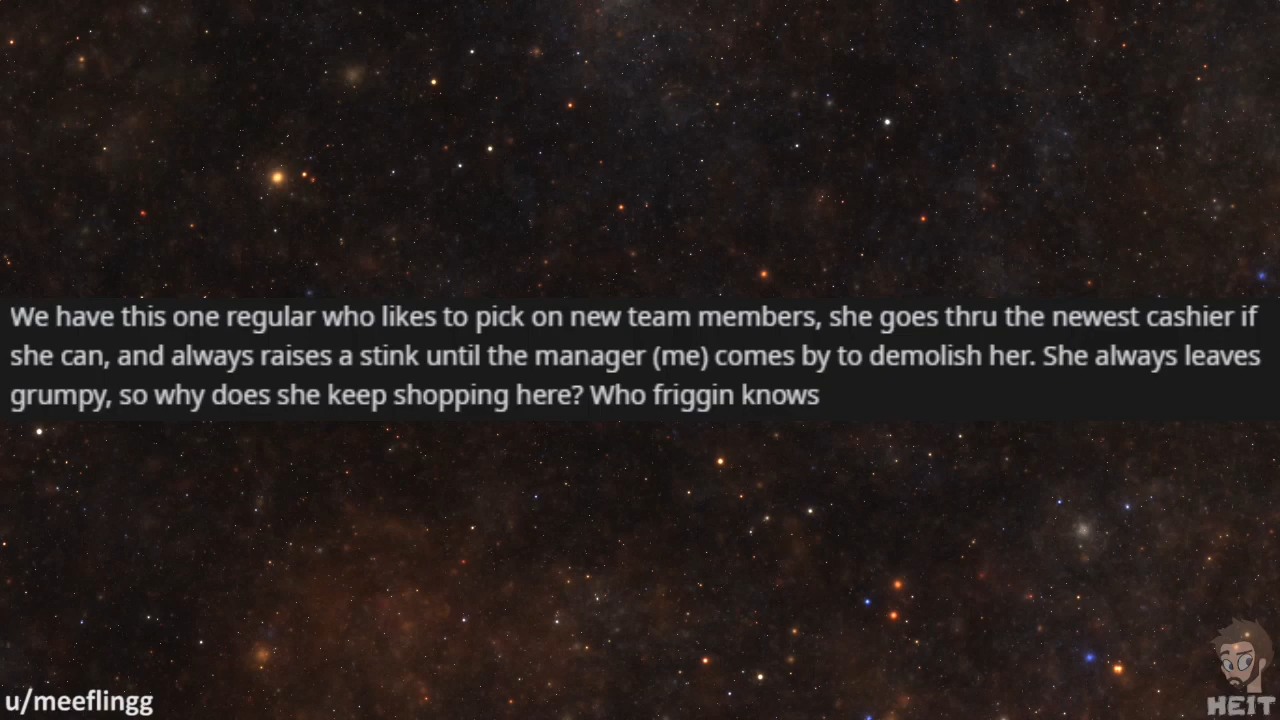 We have this one regular who likes to pick on new team members, she goes thru the newest cashier if
she can, and always raises a stink until the manager (me) comes by to demolish her. She always leaves
grumpy, so why does she keep shopping here? Who friggin knows
u/meeflingg
HEIT